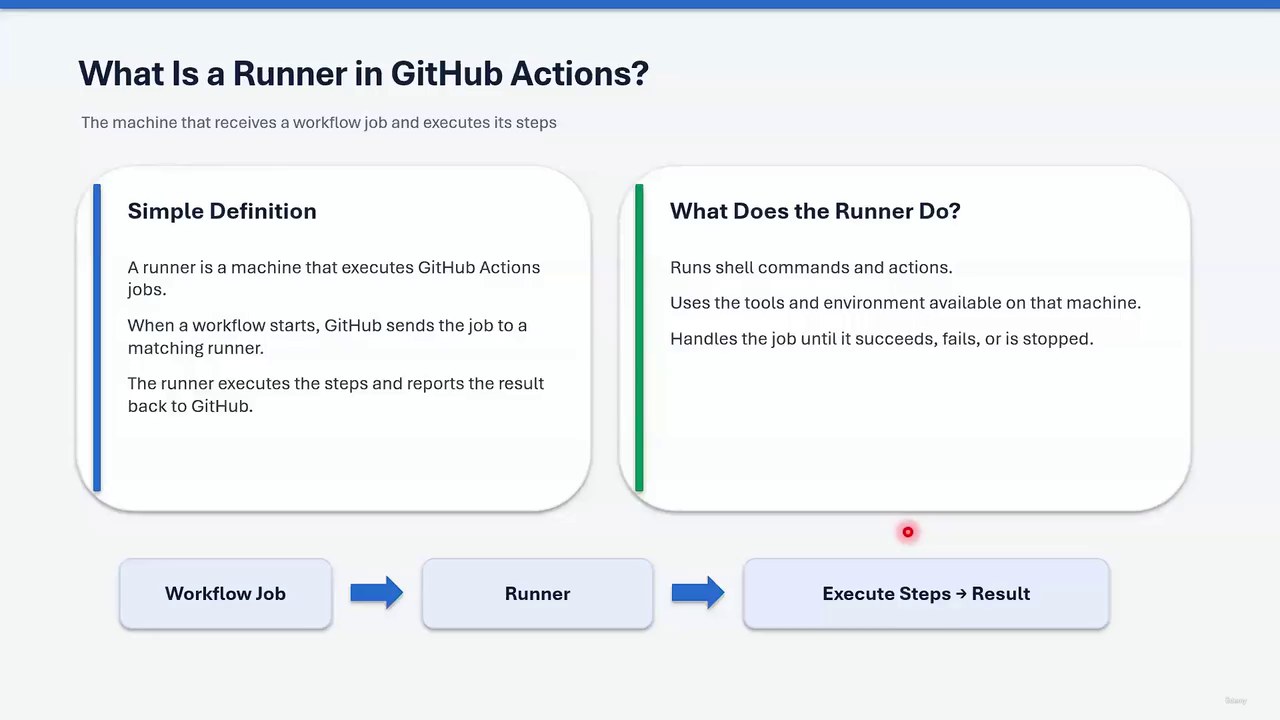 What Is a Runner in GitHub Actions?
The machine that receives a workflow job and executes its steps
Simple Definition
A runner is a machine that executes GitHub Actions
jobs.
When a workflow starts, GitHub sends the job to a
matching runner.
The runner executes the steps and reports the result
back to GitHub.
What Does the Runner Do?
Runs shell commands and actions.
Uses the tools and environment available on that machine.
Handles the job until it succeeds, fails, or is stopped.
Workflow Job
Runner
Execute Steps → Result
Udemy